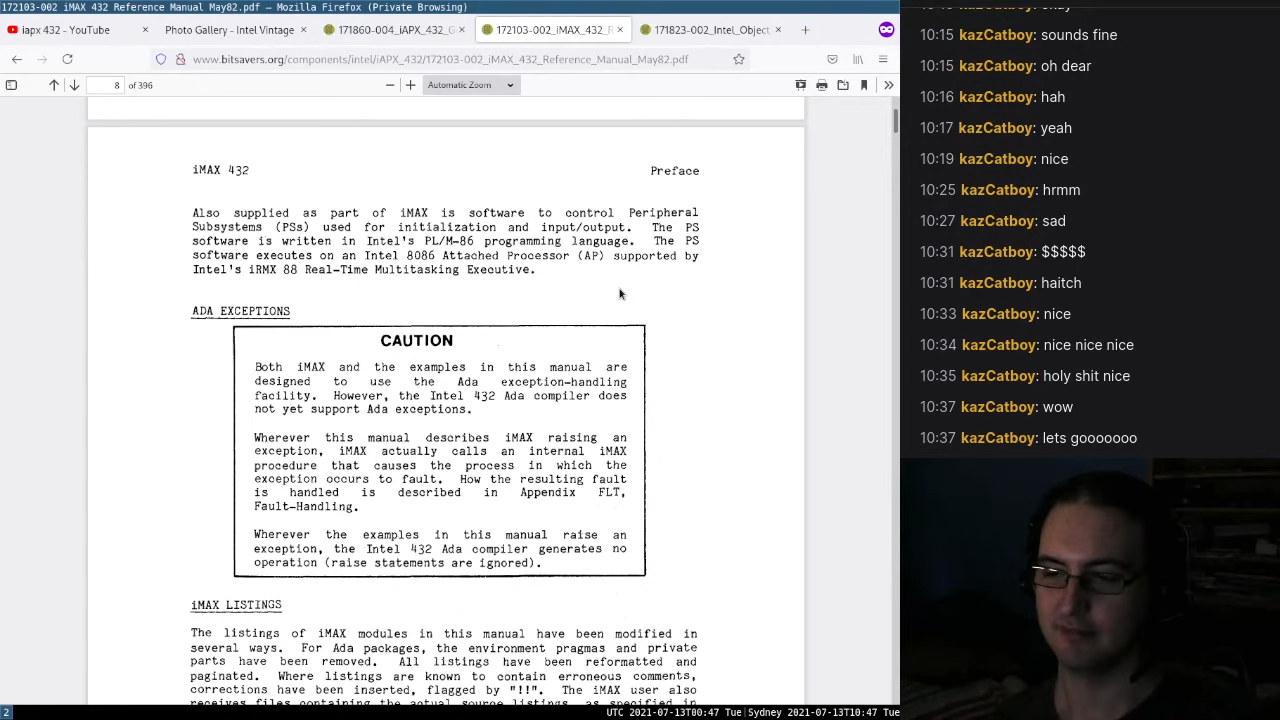 172103-002 iMAX 432 Reference Manual May82.pdf — Mozilla Firefox (Private Browsing)
iapx 432 - YouTube
Photo Gallery - Intel Vintage
171860-004_iAPX_432_G
172103-002_iMAX_432_R
171823-002_Intel_Object
www.bitsavers.org/components/intel/iAPX_432/172103-002_iMAX_432_Reference_Manual_May82.pdf
8 of 396
Automatic Zoom
iMAX 432 Preface
Also supplied as part of iMAX is software to control Peripheral
Subsystems (PSs) used for initialization and input/output. The PS
software is written in Intel's PL/M-86 programming language. The PS
software executes on an Intel 8086 Attached Processor (AP) supported by
Intel's iRMX 88 Real-Time Multitasking Executive.
ADA EXCEPTIONS
CAUTION
Both iMAX and the examples in this manual are
designed to use the Ada exception-handling
facility. However, the Intel 432 Ada compiler does
not yet support Ada exceptions.
Wherever this manual describes iMAX raising an
exception, iMAX actually calls an internal iMAX
procedure that causes the process in which the
exception occurs to fault. How the resulting fault
is handled is described in Appendix FLT,
Fault-Handling.
Wherever the examples in this manual raise an
exception, the Intel 432 Ada compiler generates no
operation (raise statements are ignored).
iMAX LISTINGS
The listings of iMAX modules in this manual have been modified in
several ways. For Ada packages, the environment pragmas and private
parts have been removed. All listings have been reformatted and
paginated. Where listings are known to contain erroneous comments,
corrections have been inserted, flagged by "!!". The iMAX user also
receives files containing the actual source listings, as specified in
10:15 kazCatboy: sounds fine
10:15 kazCatboy: oh dear
10:16 kazCatboy: hah
10:17 kazCatboy: yeah
10:19 kazCatboy: nice
10:25 kazCatboy: hrmm
10:27 kazCatboy: sad
10:31 kazCatboy: $$$$$
10:31 kazCatboy: haitch
10:33 kazCatboy: nice
10:34 kazCatboy: nice nice nice
10:35 kazCatboy: holy shit nice
10:37 kazCatboy: wow
10:37 kazCatboy: lets gooooooo
2
UTC 2021-07-13T00:47 Tue|Sydney 2021-07-13T10:47 Tue